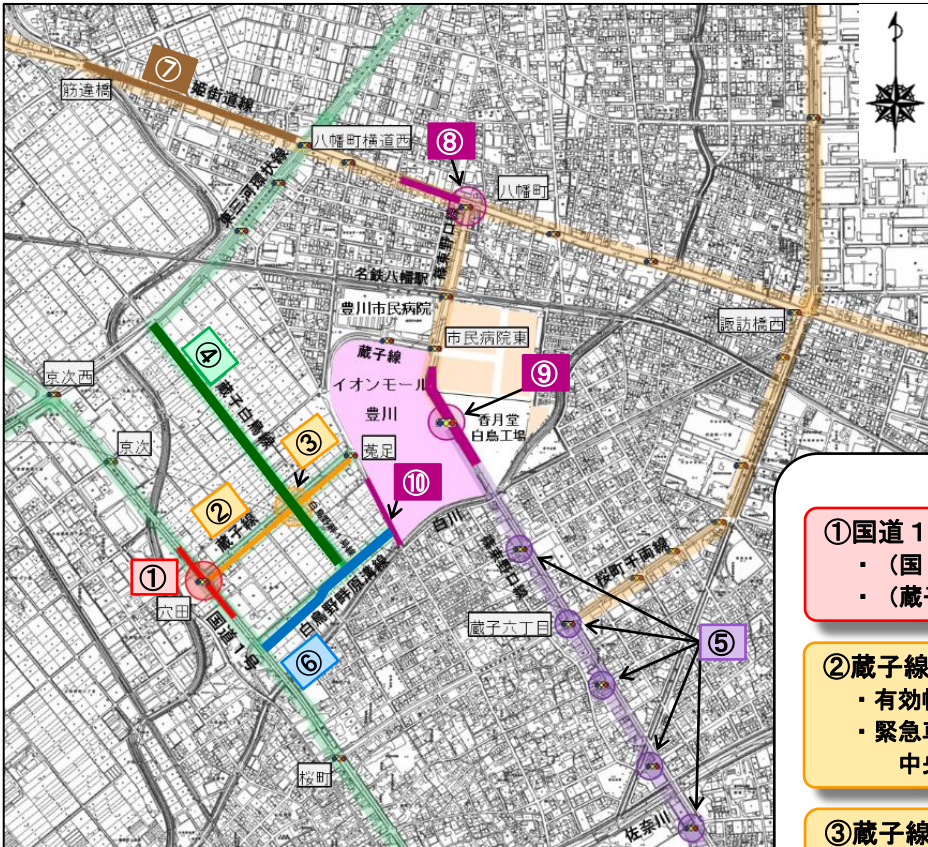 ⑦
姫街道線
筋違橋
八幡町横道西
⑧
八幡町
東三河環状線
名鉄八幡駅
豊川市民病院
市民病院東
諏訪橋西
蔵子線
④
蔵子白鳥線
イオンモール
豊川
⑨
香月堂
白鳥工場
京次西
京次
③
菟足
②
蔵子線
⑩
白川
①
穴田
国道1号
白鳥野畔原溝線
⑥
桜町千両線
蔵子六丁目
⑤
桜町
佐奈川
①国道1
・（国
・（蔵子
②蔵子線
・有効幅
・緊急車
中央
③蔵子線